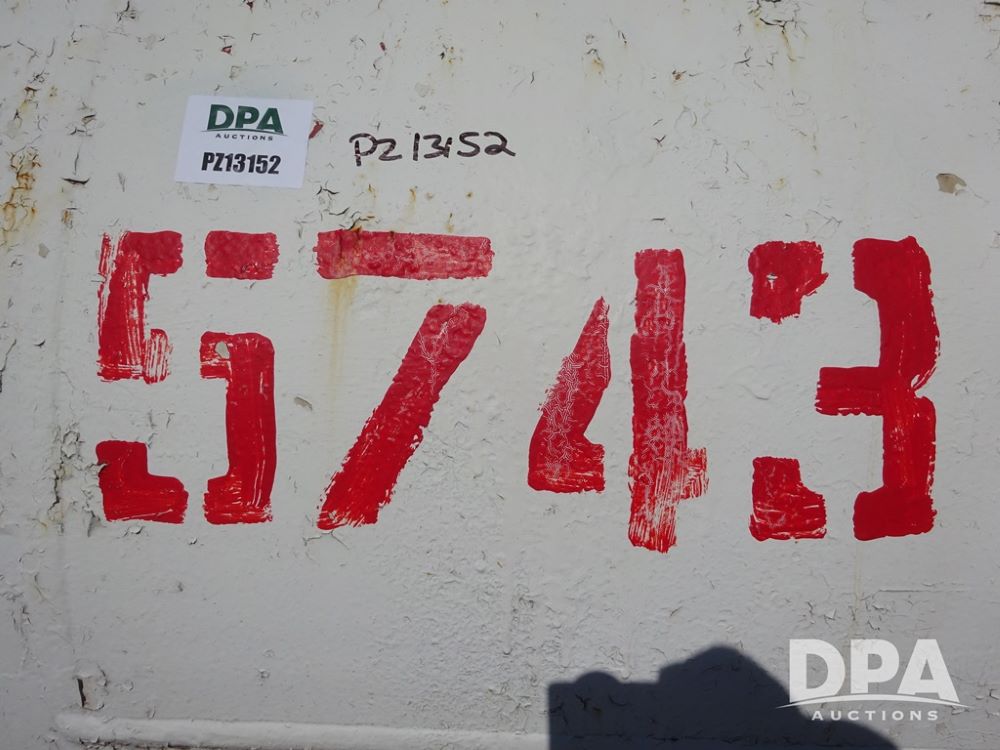 DPA
AUCTIONS
PZ13152
PZ13152
5743
DPA
AUCTIONS